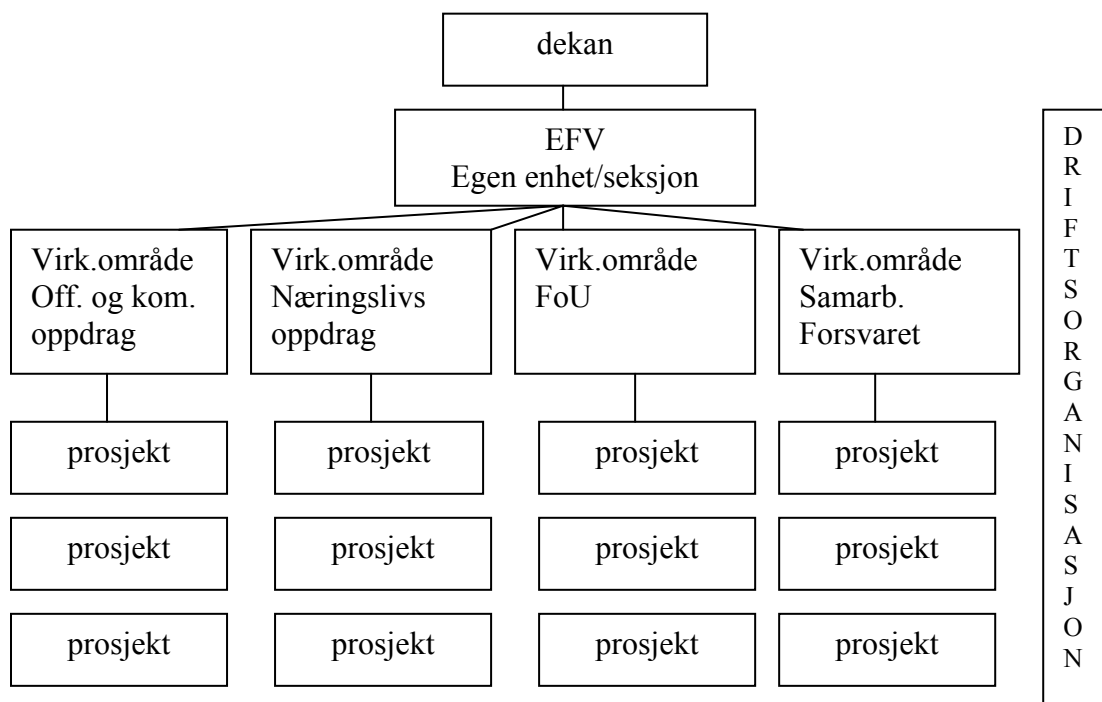 dekan
EFV
Egen enhet/seksjon
Virk.område
Off. og kom.
oppdrag
Virk.område
Næringslivs
oppdrag
Virk.område
FoU
Virk.område
Samarb.
Forsvaret
prosjekt
prosjekt
prosjekt
prosjekt
prosjekt
prosjekt
prosjekt
prosjekt
prosjekt
prosjekt
prosjekt
prosjekt
D
R
I
F
T
S
O
R
G
A
N
I
S
A
S
J
O
N